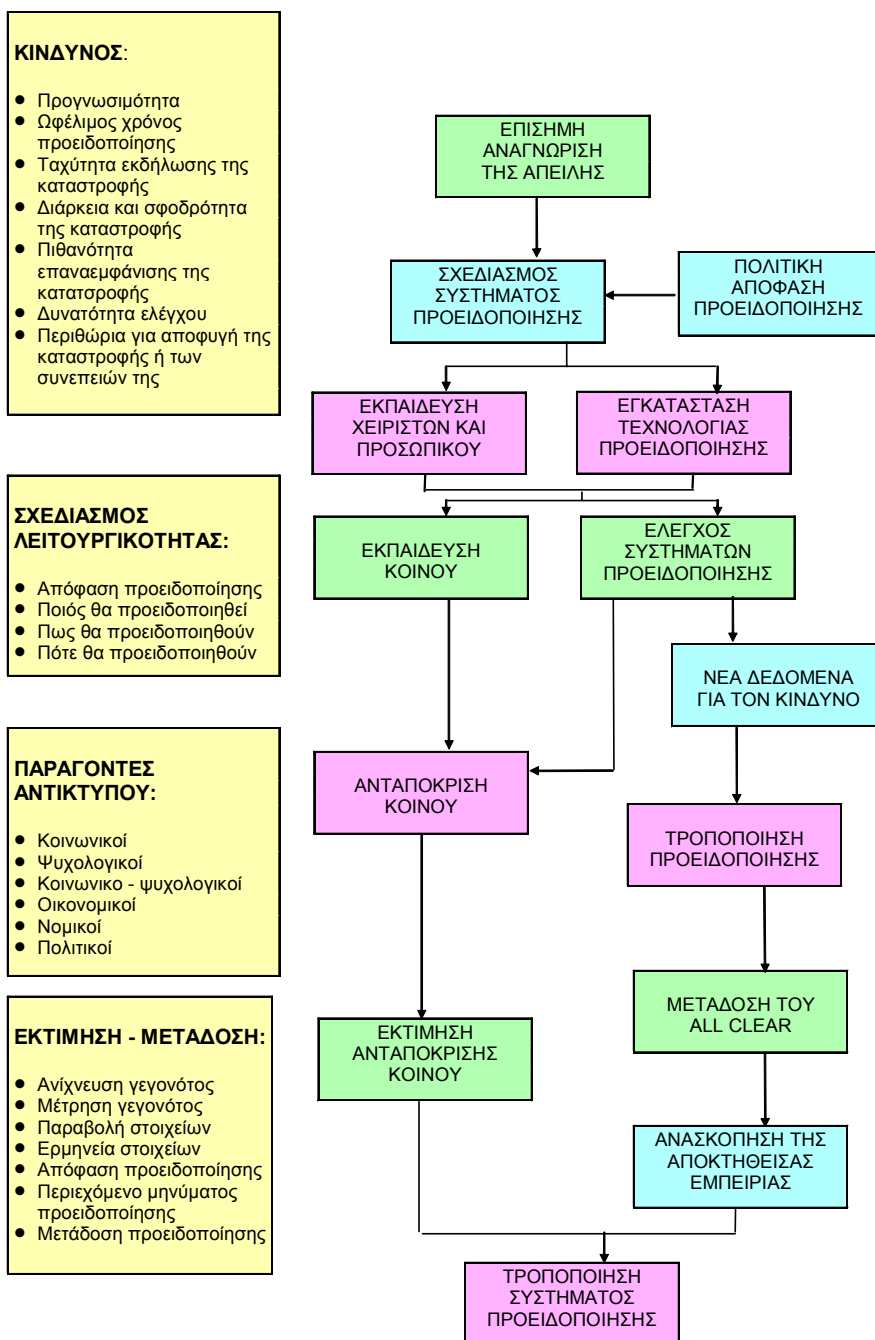 ΚΙΝΔΥΝΟΣ:
● Προγνωσιμότητα
● Ωφέλιμος χρόνος
προειδοποίησης
● Ταχύτητα εκδήλωσης της
καταστροφής
● Διάρκεια και σφοδρότητα
της καταστροφής
● Πιθανότητα
επαναεμφάνισης της
κατατσροφής
● Δυνατότητα ελέγχου
● Περιθώρια για αποφυγή της
καταστροφής ή των
συνεπειών της
ΣΧΕΔΙΑΣΜΟΣ
ΛΕΙΤΟΥΡΓΙΚΟΤΗΤΑΣ:
● Απόφαση προειδοποίησης
● Ποιός θα προειδοποιηθεί
● Πως θα προειδοποιηθούν
● Πότε θα προειδοποιηθούν
ΠΑΡΑΓΟΝΤΕΣ
ΑΝΤΙΚΤΥΠΟΥ:
● Κοινωνικοί
● Ψυχολογικοί
● Κοινωνικο - ψυχολογικοί
● Οικονομικοί
● Νομικοί
● Πολιτικοί
ΕΚΤΙΜΗΣΗ - ΜΕΤΑΔΟΣΗ:
● Ανίχνευση γεγονότος
● Μέτρηση γεγονότος
● Παραβολή στοιχείων
● Ερμηνεία στοιχείων
● Απόφαση προειδοποίησης
● Περιεχόμενο μηνύματος
προειδοποίησης
● Μετάδοση προειδοποίησης
ΕΠΙΣΗΜΗ
ΑΝΑΓΝΩΡΙΣΗ
ΤΗΣ ΑΠΕΙΛΗΣ
ΣΧΕΔΙΑΣΜΟΣ
ΣΥΣΤΗΜΑΤΟΣ
ΠΡΟΕΙΔΟΠΟΙΗΣΗΣ
ΠΟΛΙΤΙΚΗ
ΑΠΟΦΑΣΗ
ΠΡΟΕΙΔΟΠΟΙΗΣΗΣ
ΕΚΠΑΙΔΕΥΣΗ
ΧΕΙΡΙΣΤΩΝ ΚΑΙ
ΠΡΟΣΩΠΙΚΟΥ
ΕΓΚΑΤΑΣΤΑΣΗ
ΤΕΧΝΟΛΟΓΙΑΣ
ΠΡΟΕΙΔΟΠΟΙΗΣΗΣ
ΕΚΠΑΙΔΕΥΣΗ
ΚΟΙΝΟΥ
ΕΛΕΓΧΟΣ
ΣΥΣΤΗΜΑΤΩΝ
ΠΡΟΕΙΔΟΠΟΙΗΣΗΣ
ΝΕΑ ΔΕΔΟΜΕΝΑ
ΓΙΑ ΤΟΝ ΚΙΝΔΥΝΟ
ΑΝΤΑΠΟΚΡΙΣΗ
ΚΟΙΝΟΥ
ΤΡΟΠΟΠΟΙΗΣΗ
ΠΡΟΕΙΔΟΠΟΙΗΣΗΣ
ΜΕΤΑΔΟΣΗ ΤΟΥ
ALL CLEAR
ΕΚΤΙΜΗΣΗ
ΑΝΤΑΠΟΚΡΙΣΗΣ
ΚΟΙΝΟΥ
ΑΝΑΣΚΟΠΗΣΗ ΤΗΣ
ΑΠΟΚΤΗΘΕΙΣΑΣ
ΕΜΠΕΙΡΙΑΣ
ΤΡΟΠΟΠΟΙΗΣΗ
ΣΥΣΤΗΜΑΤΟΣ
ΠΡΟΕΙΔΟΠΟΙΗΣΗΣ